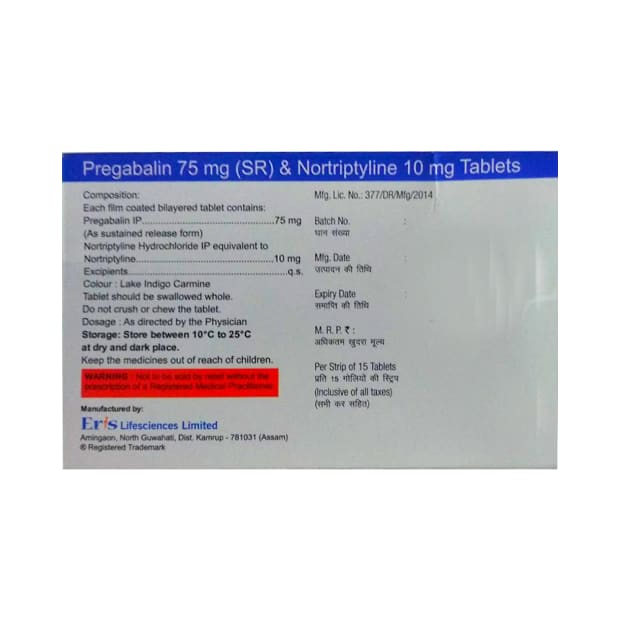 Pregabalin 75 mg (SR) & Nortriptyline 10 mg Tablets
Composition:
Each film coated bilayered tablet contains:
Pregabalin IP..........................................75 mg
(As sustained release form)
Nortriptyline Hydrochloride IP equivalent to
Nortriptyline............................................10 mg
Excipients..................................................q.s.
Colour : Lake Indigo Carmine
Tablet should be swallowed whole.
Do not crush or chew the tablet.
Dosage : As directed by the Physician
Storage: Store between 10°C to 25°C
at dry and dark place.
Keep the medicines out of reach of children.
WARNING : Not to be sold by retail without the
prescription of a Registered Medical Practitioner.
Manufactured by:
Eris Lifesciences Limited
Amingaon, North Guwahati, Dist. Kamrup - 781031 (Assam)
® Registered Trademark
Mfg. Lic. No.: 377/DR/Mfg/2014
Batch No. :
घान संख्या
Mfg. Date :
उत्पादन की तिथि
Expiry Date :
समाप्ति की तिथि
M. R. P. ₹ :
अधिकतम खुदरा मूल्य
Per Strip of 15 Tablets
प्रति 15 गोलियों की स्ट्रिप
(Inclusive of all taxes)
(सभी कर सहित)